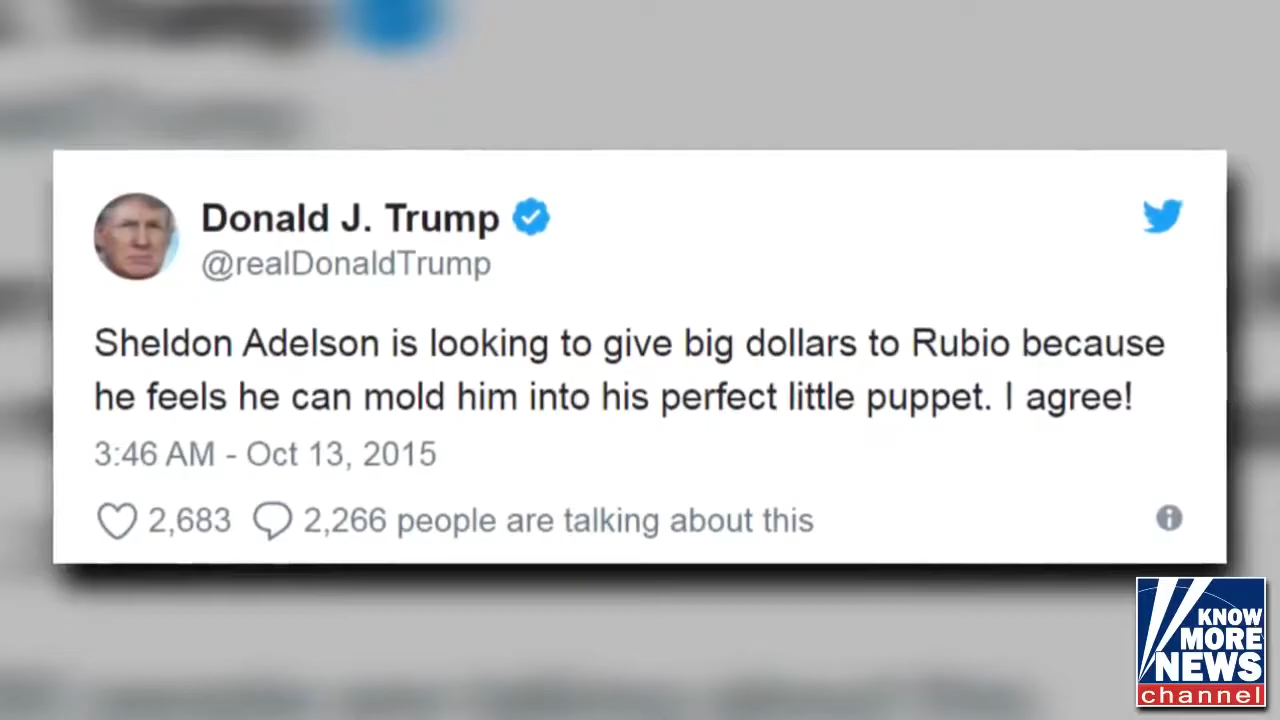 Donald J. Trump
@realDonaldTrump
Sheldon Adelson is looking to give big dollars to Rubio because
he feels he can mold him into his perfect little puppet. I agree!
3:46 AM - Oct 13, 2015
2,683 2,266 people are talking about this
KNOW
MORE
NEWS
channel